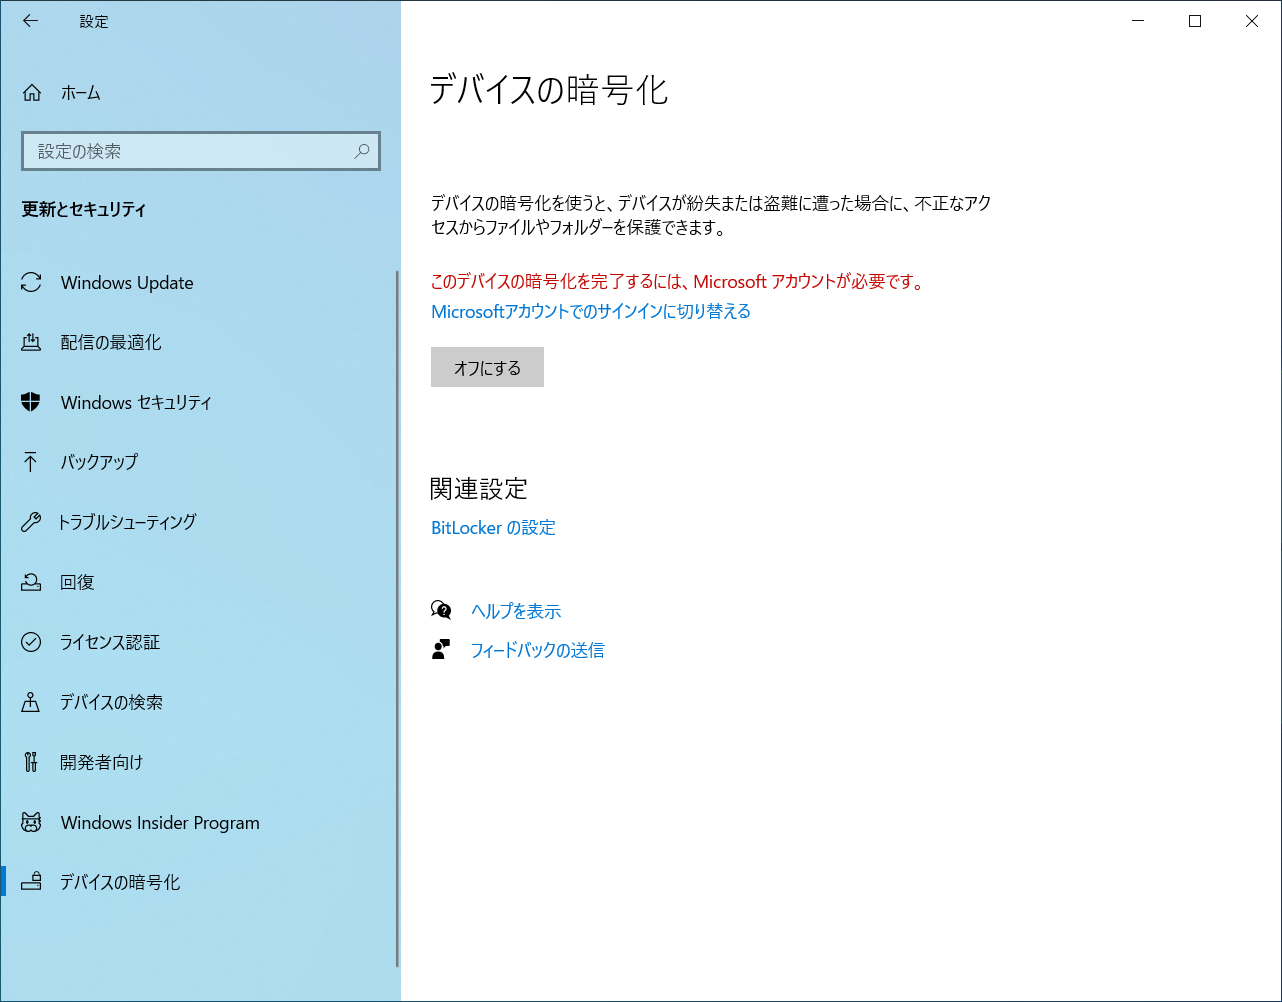 設定
ホーム
設定の検索
更新とセキュリティ
Windows Update
配信の最適化
Windows セキュリティ
バックアップ
トラブルシューティング
回復
ライセンス認証
デバイスの検索
開発者向け
Windows Insider Program
デバイスの暗号化
デバイスの暗号化
デバイスの暗号化を使うと、デバイスが紛失または盗難に遭った場合に、不正なアク
セスからファイルやフォルダーを保護できます。
このデバイスの暗号化を完了するには、Microsoft アカウントが必要です。
Microsoftアカウントでのサインインに切り替える
オフにする
関連設定
BitLocker の設定
ヘルプを表示
フィードバックの送信